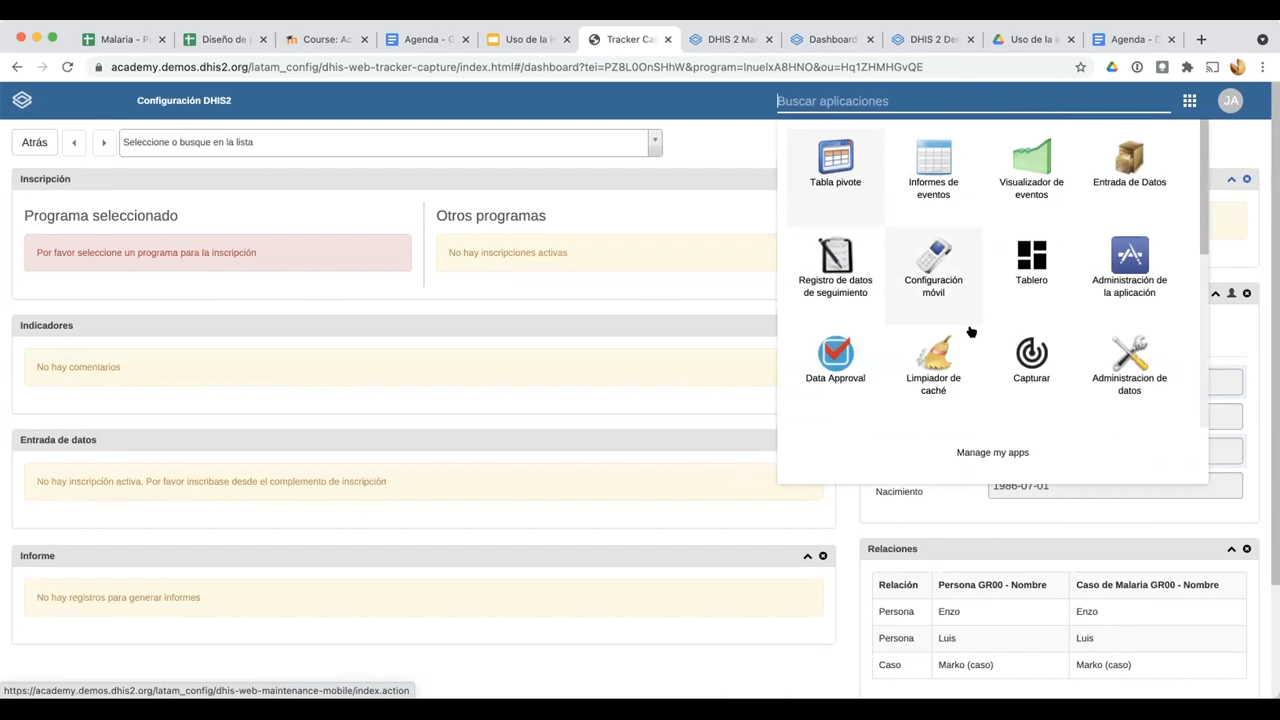 Malaria - P
Diseño de
Course: Ac
Agenda - G
Uso de la i
Tracker Ca
DHIS 2 Mai
Dashboard
DHIS 2 De
Uso de la i
Agenda - D
academy.demos.dhis2.org/latam_config/dhis-web-tracker-capture/index.html#/dashboard?tei=PZ8L0OnSHhW&program=InuelxA8HNO&ou=Hq1ZHMHGvQE
Configuración DHIS2
Buscar aplicaciones
JA
Atrás
Seleccione o busque en la lista
Inscripción
Programa seleccionado
Otros programas
Por favor seleccione un programa para la inscripción
No hay inscripciones activas
Indicadores
No hay comentarios
Entrada de datos
No hay inscripción activa. Por favor inscribase desde el complemento de inscripción
Informe
No hay registros para generar informes
Tabla pivote
Informes de
eventos
Visualizador de
eventos
Entrada de Datos
Registro de datos
de seguimiento
Configuración
móvil
Tablero
Administración de
la aplicación
Data Approval
Limpiador de
caché
Capturar
Administracion de
datos
Manage my apps
Nacimiento
1986-07-01
Relaciones
Relación
Persona GR00 - Nombre
Caso de Malaria GR00 - Nombre
Persona
Enzo
Enzo
Persona
Luis
Luis
Caso
Marko (caso)
Marko (caso)
https://academy.demos.dhis2.org/latam_config/dhis-web-maintenance-mobile/index.action